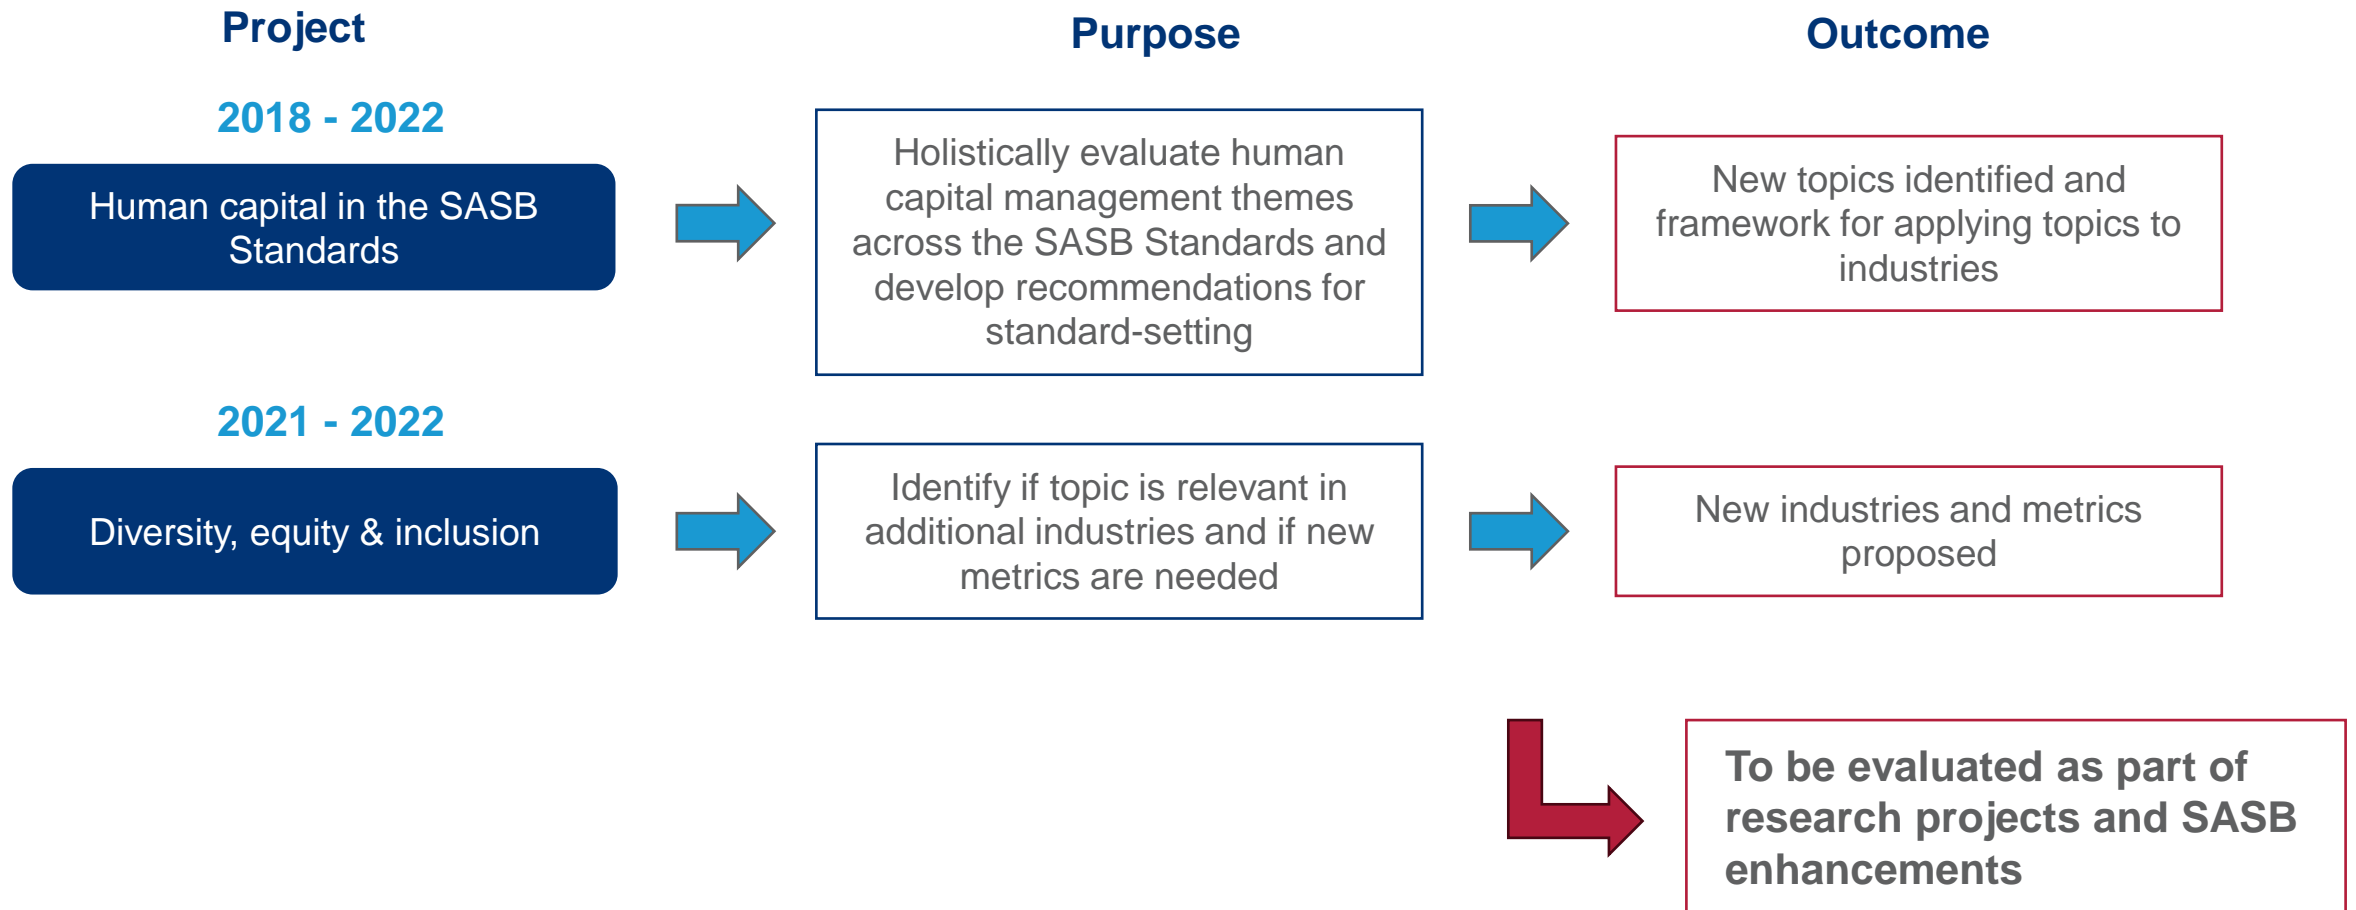 Project
Purpose
Outcome
2018 - 2022
Human capital in the SASB
Standards
Holistically evaluate human
capital management themes
across the SASB Standards and
develop recommendations for
standard-setting
New topics identified and
framework for applying topics to
industries
2021 - 2022
Diversity, equity & inclusion
Identify if topic is relevant in
additional industries and if new
metrics are needed
New industries and metrics
proposed
To be evaluated as part of
research projects and SASB
enhancements